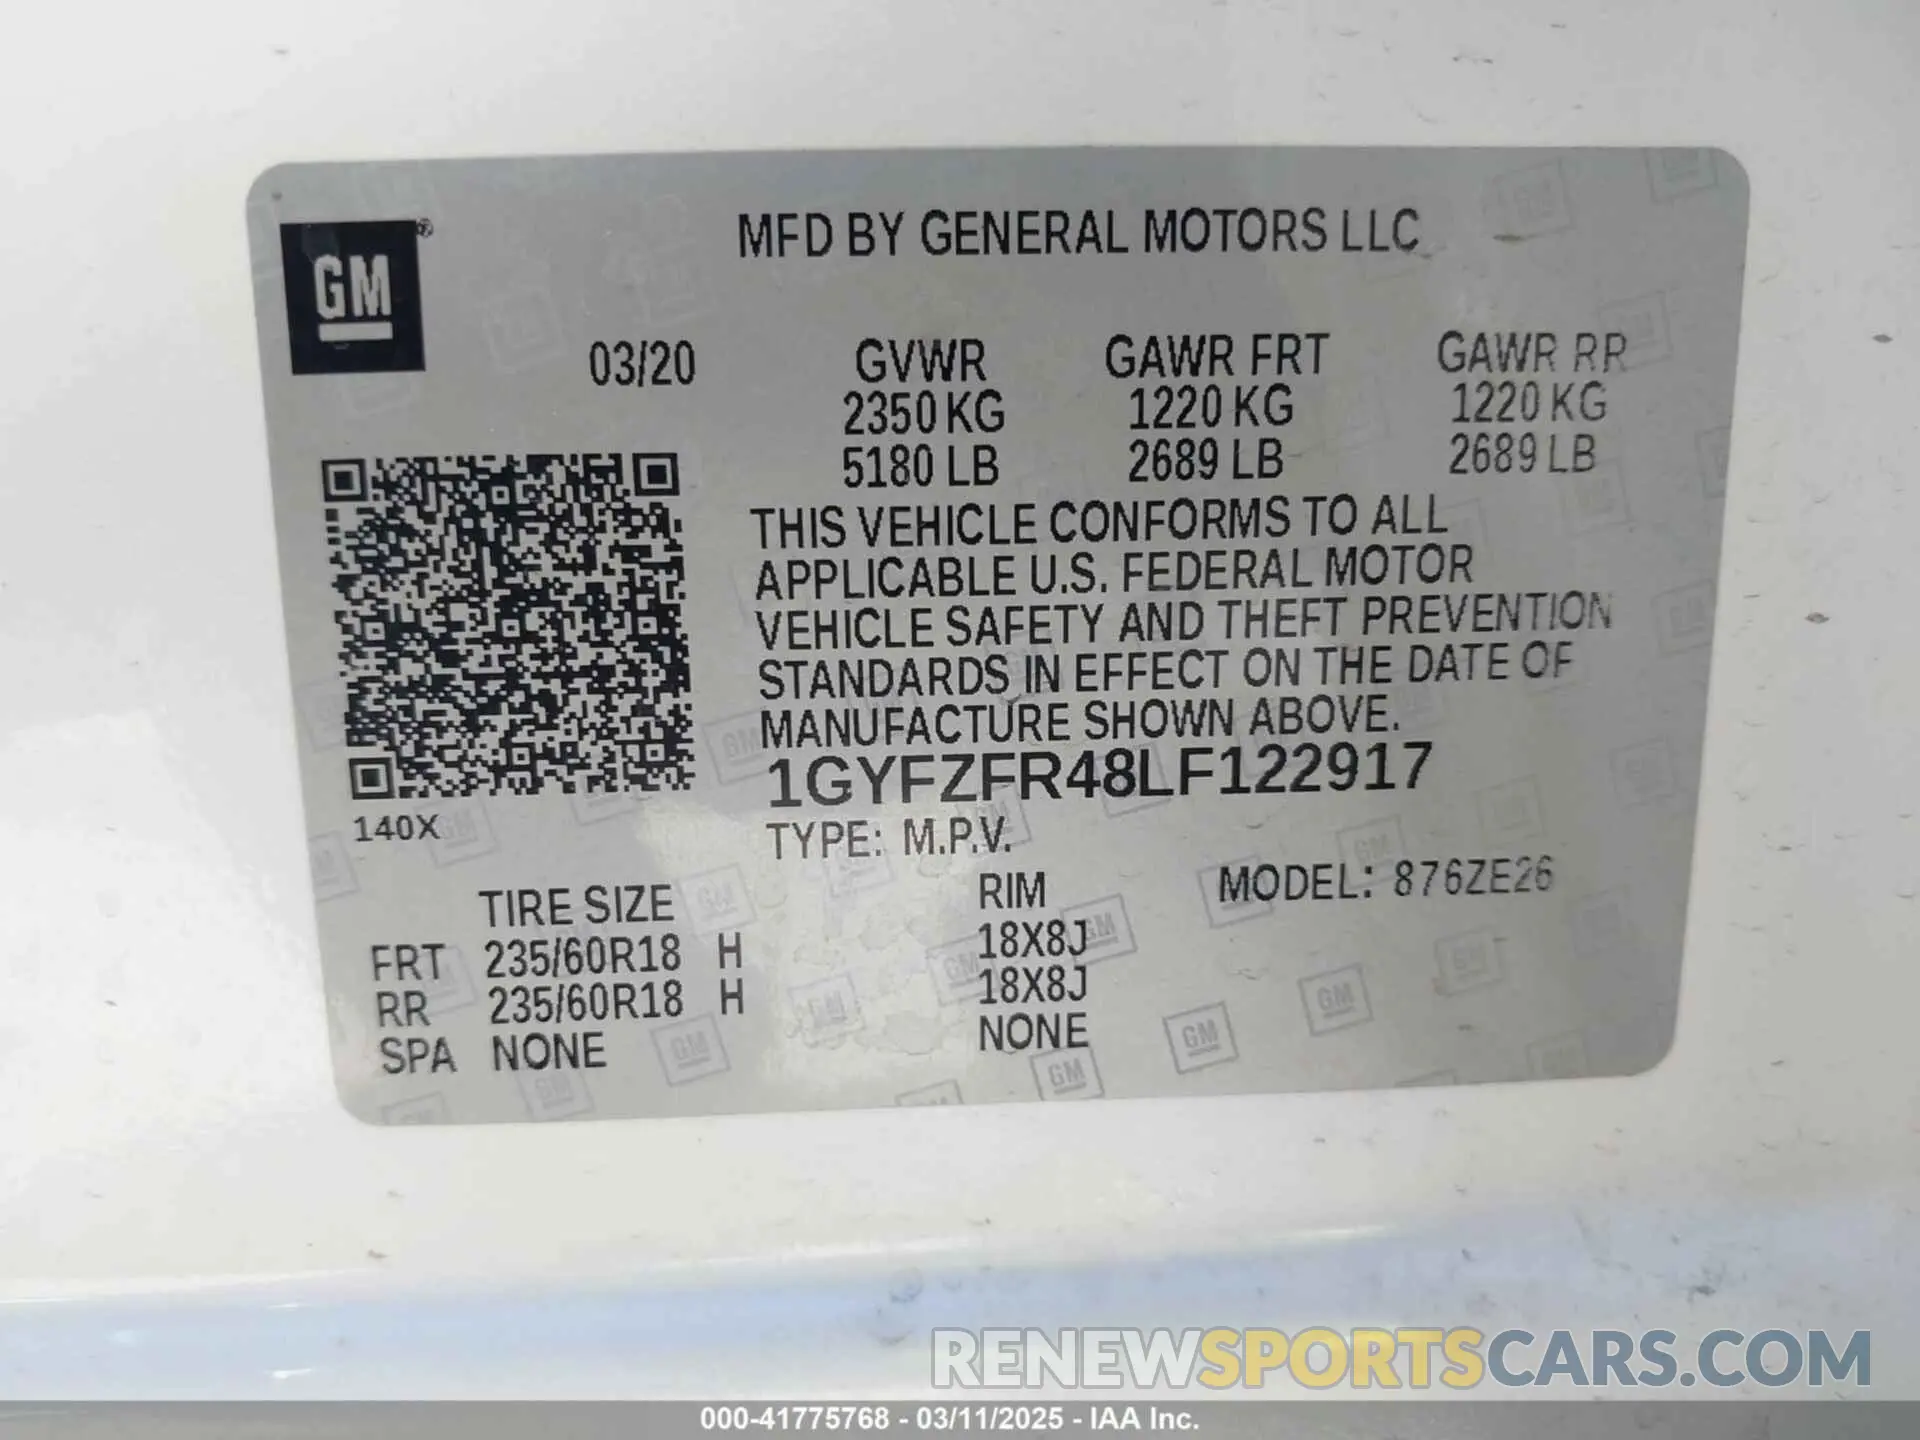 MFD BY GENERAL MOTORS LLC
GM®
03/20 GVWR GAWR FRT GAWR RR
2350 KG 1220 KG 1220 KG
5180 LB 2689 LB 2689 LB
THIS VEHICLE CONFORMS TO ALL
APPLICABLE U.S. FEDERAL MOTOR
VEHICLE SAFETY AND THEFT PREVENTION
STANDARDS IN EFFECT ON THE DATE OF
MANUFACTURE SHOWN ABOVE.
1GYFZFR48LF122917
140X
TYPE: M.P.V.
TIRE SIZE RIM MODEL: 876ZE26
FRT 235/60R18 H 18X8J
RR 235/60R18 H 18X8J
SPA NONE NONE
RENEWSPORTSCARS.COM
000-41775768 - 03/11/2025 - IAA Inc.